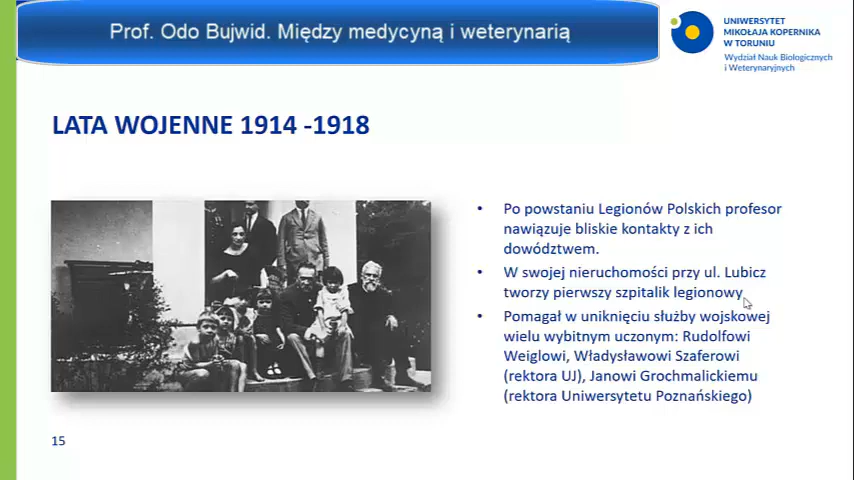 Prof. Odo Bujwid. Między medycyną i weterynarią
UNIWERSYTET
MIKOŁAJA KOPERNIKA
W TORUNIU
Wydział Nauk Biologicznych
i Weterynaryjnych
LATA WOJENNE 1914 -1918
• Po powstaniu Legionów Polskich profesor
nawiązuje bliskie kontakty z ich
dowództwem.
• W swojej nieruchomości przy ul. Lubicz
tworzy pierwszy szpitalik legionowy
• Pomagał w uniknięciu służby wojskowej
wielu wybitnym uczonym: Rudolfowi
Weiglowi, Władysławowi Szaferowi
(rektora UJ), Janowi Grochmalickiemu
(rektora Uniwersytetu Poznańskiego)
15